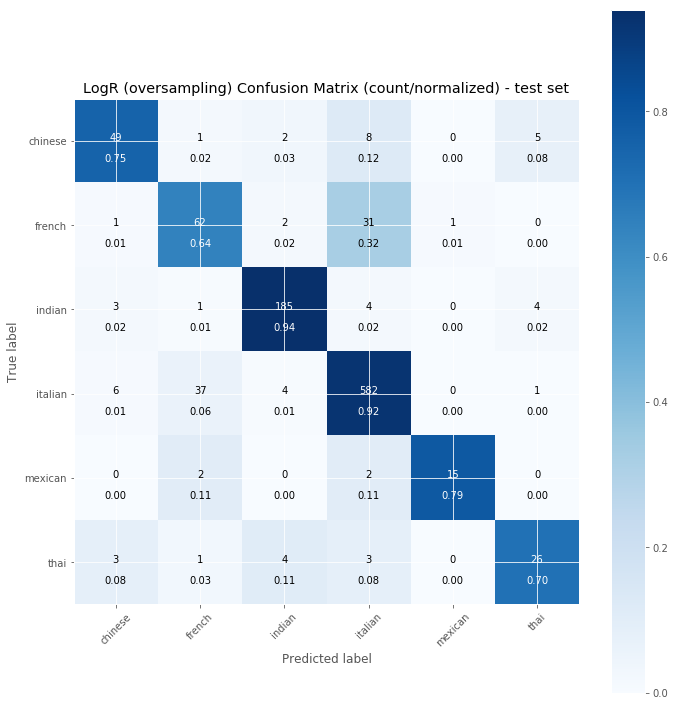 LogR (oversampling) Confusion Matrix (count/normalized) - test set
chinese 49 1 2 8 0 5
0.75 0.02 0.03 0.12 0.00 0.08
french 1 62 2 31 1 0
0.01 0.64 0.02 0.32 0.01 0.00
indian 3 1 185 4 0 4
0.02 0.01 0.94 0.02 0.00 0.02
italian 6 37 4 582 0 1
0.01 0.06 0.01 0.92 0.00 0.00
mexican 0 2 0 2 15 0
0.00 0.11 0.00 0.11 0.79 0.00
thai 3 1 4 3 0 26
0.08 0.03 0.11 0.08 0.00 0.70
True label
chinese french indian italian mexican thai
Predicted label
0.8
0.6
0.4
0.2
0.0